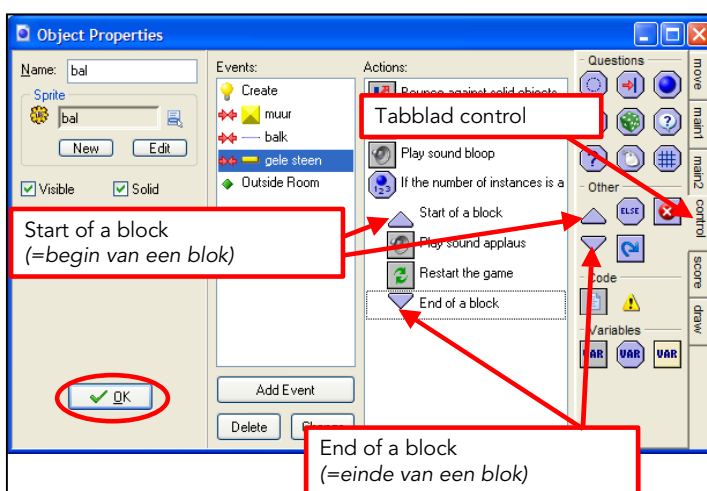 Object Properties
Name: bal
Sprite
bal
New Edit
Visible Solid
OK
Events:
Create
muur
balk
gele steen
Outside Room
Add Event
Delete
Actions:
Bounce against solid objects
Play sound bloop
If the number of instances is a
Start of a block
Play sound applaus
Restart the game
End of a block
Questions
Other
ELSE
Code
Variables
VAR VAR VAR
move
main1
main2
control
score
draw
Tabblad control
Start of a block
(=begin van een blok)
End of a block
(=einde van een blok)